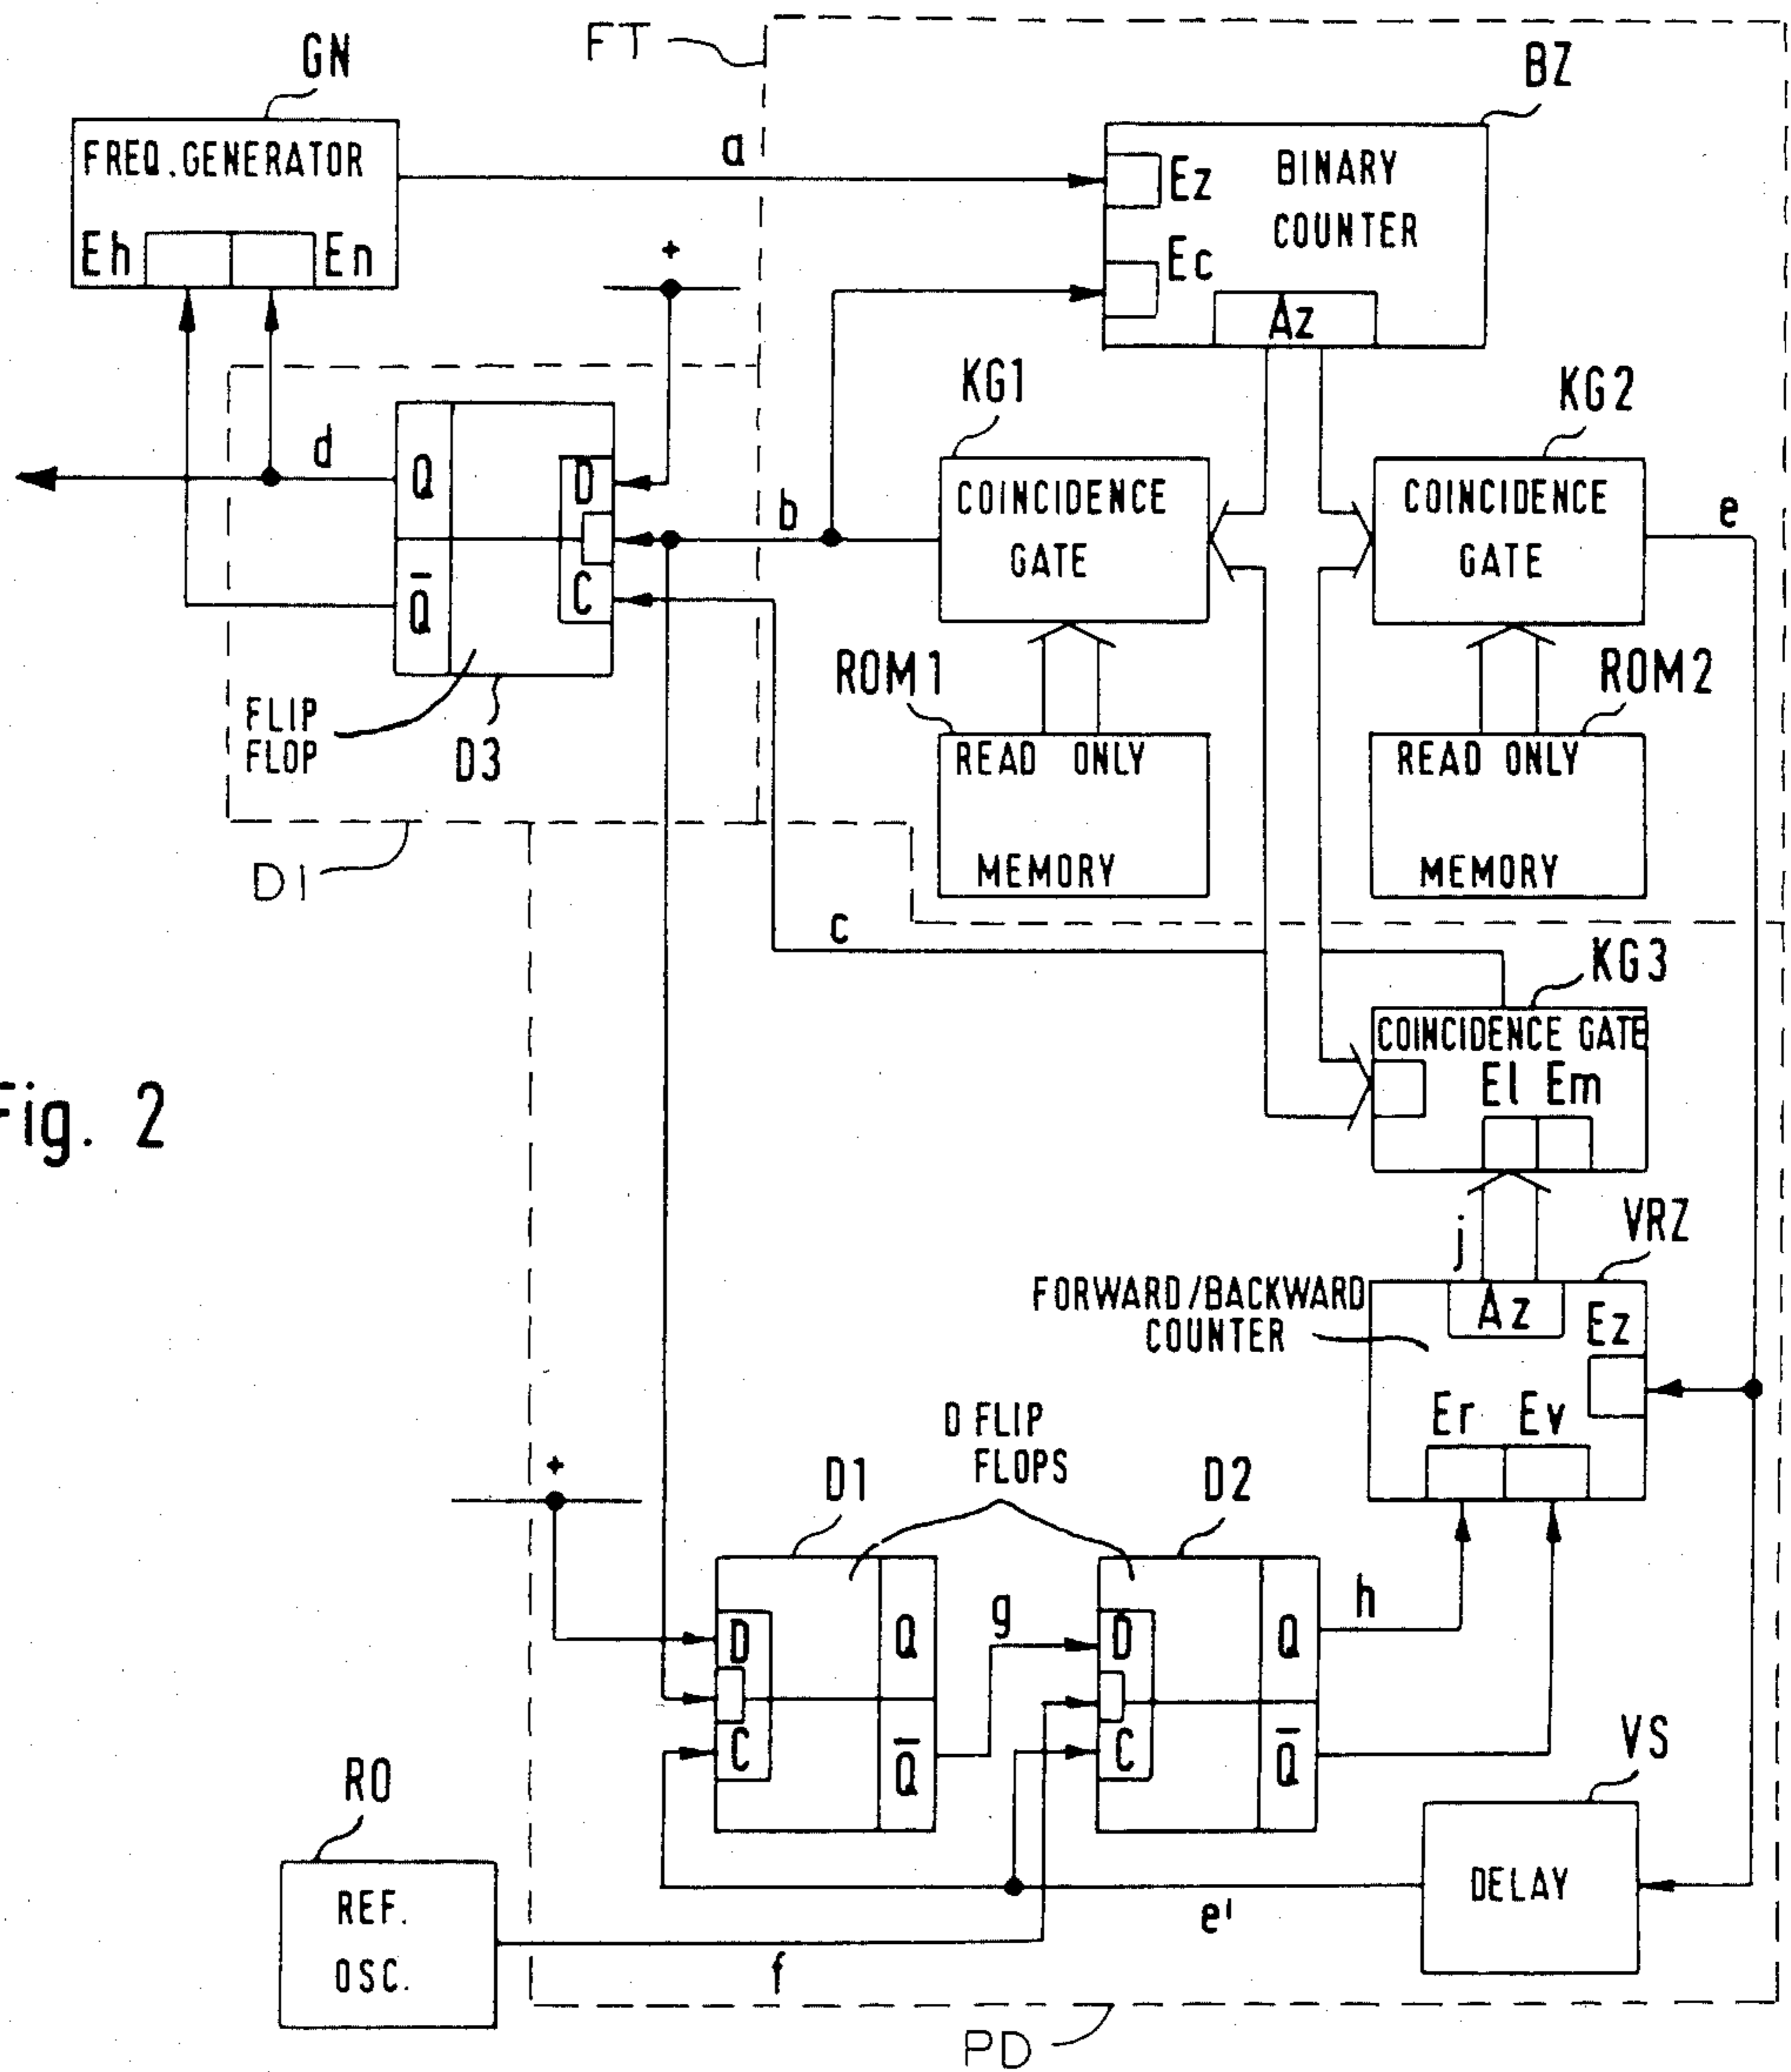 FT
GN
BZ
FREQ. GENERATOR
a
Ez
BINARY
COUNTER
Eh
En
+
Ec
Az
KG1
KG2
d
Q
D
b
COINCIDENCE
GATE
COINCIDENCE
GATE
e
Q̅
C
ROM1
ROM2
FLIP
FLOP
D3
READ ONLY
MEMORY
READ ONLY
MEMORY
DI
c
KG3
COINCIDENCE GATE
El Em
Fig. 2
j
VRZ
FORWARD/BACKWARD
COUNTER
Az
Ez
Er Ev
D FLIP
FLOPS
+
D1
D2
D
Q
g
D
Q
h
C
Q̅
C
Q̅
VS
RO
REF.
OSC.
DELAY
e'
f
PD